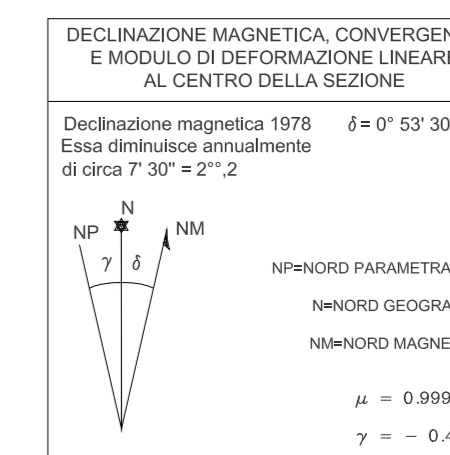 DECLINAZIONE MAGNETICA, CONVERGEN
E MODULO DI DEFORMAZIONE LINEARE
AL CENTRO DELLA SEZIONE
Declinazione magnetica 1978 δ = 0° 53' 30
Essa diminuisce annualmente
di circa 7' 30" = 2°°,2
N
NP NM
γ δ
NP=NORD PARAMETRA
N=NORD GEOGRA
NM=NORD MAGNE
μ = 0.999
γ = - 0.4